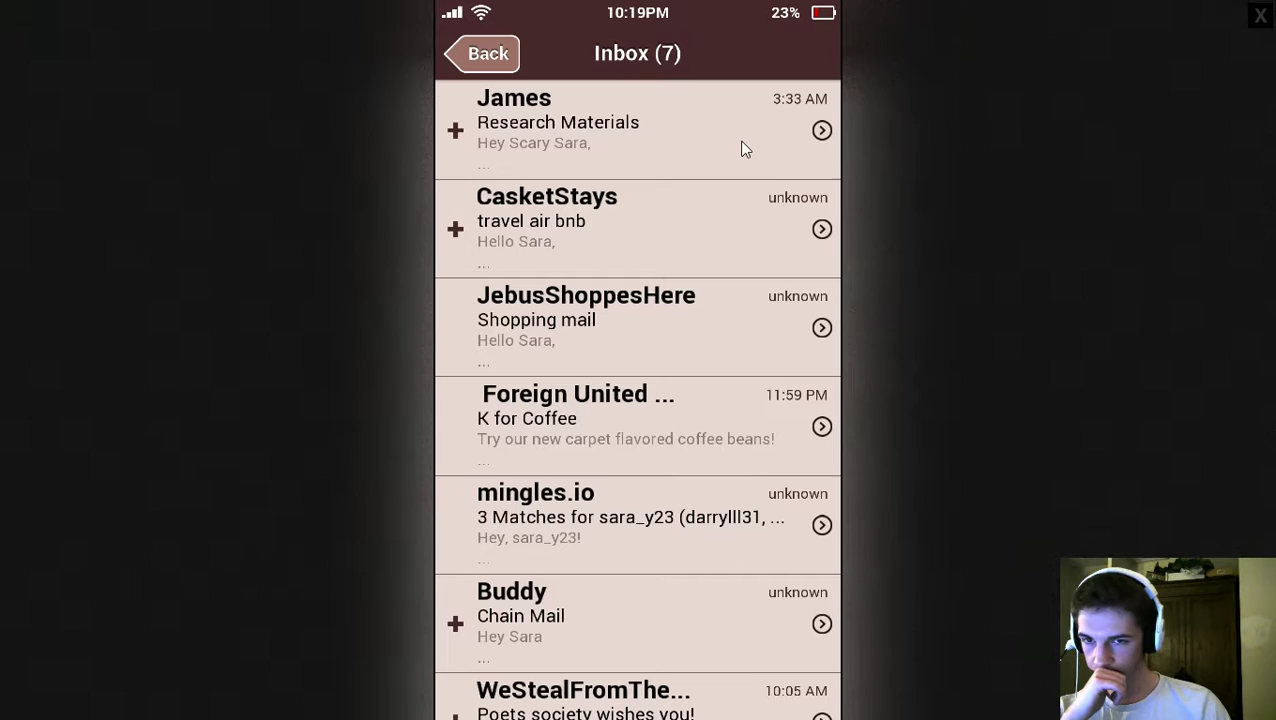 10:19PM
23%
X
Back
Inbox (7)
James
3:33 AM
Research Materials
Hey Scary Sara,
...
CasketStays
unknown
travel air bnb
Hello Sara,
...
JebusShoppesHere
unknown
Shopping mail
Hello Sara,
...
Foreign United ...
11:59 PM
K for Coffee
Try our new carpet flavored coffee beans!
...
mingles.io
unknown
3 Matches for sara_y23 (darrylll31, ...
Hey, sara_y23!
...
Buddy
unknown
Chain Mail
Hey Sara
...
WeStealFromThe...
10:05 AM
Poets society wishes you!